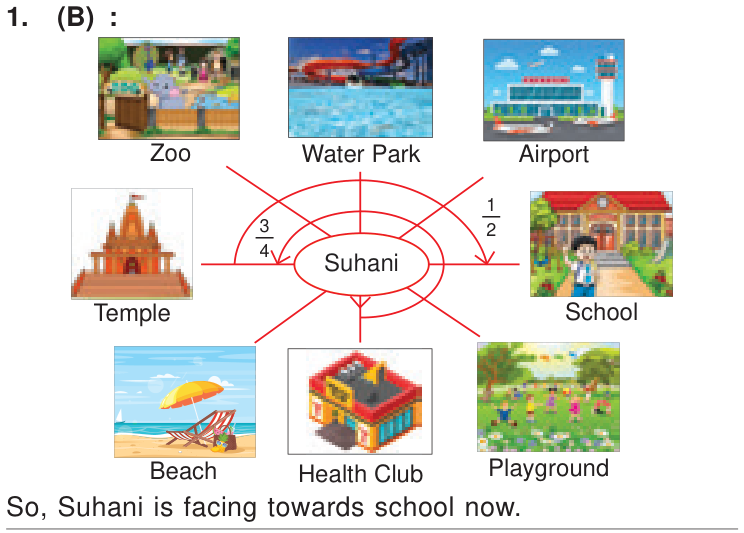 1. (B) :
Zoo
Water Park
Airport
3/4
1/2
Suhani
Temple
School
Beach
Health Club
Playground
So, Suhani is facing towards school now.